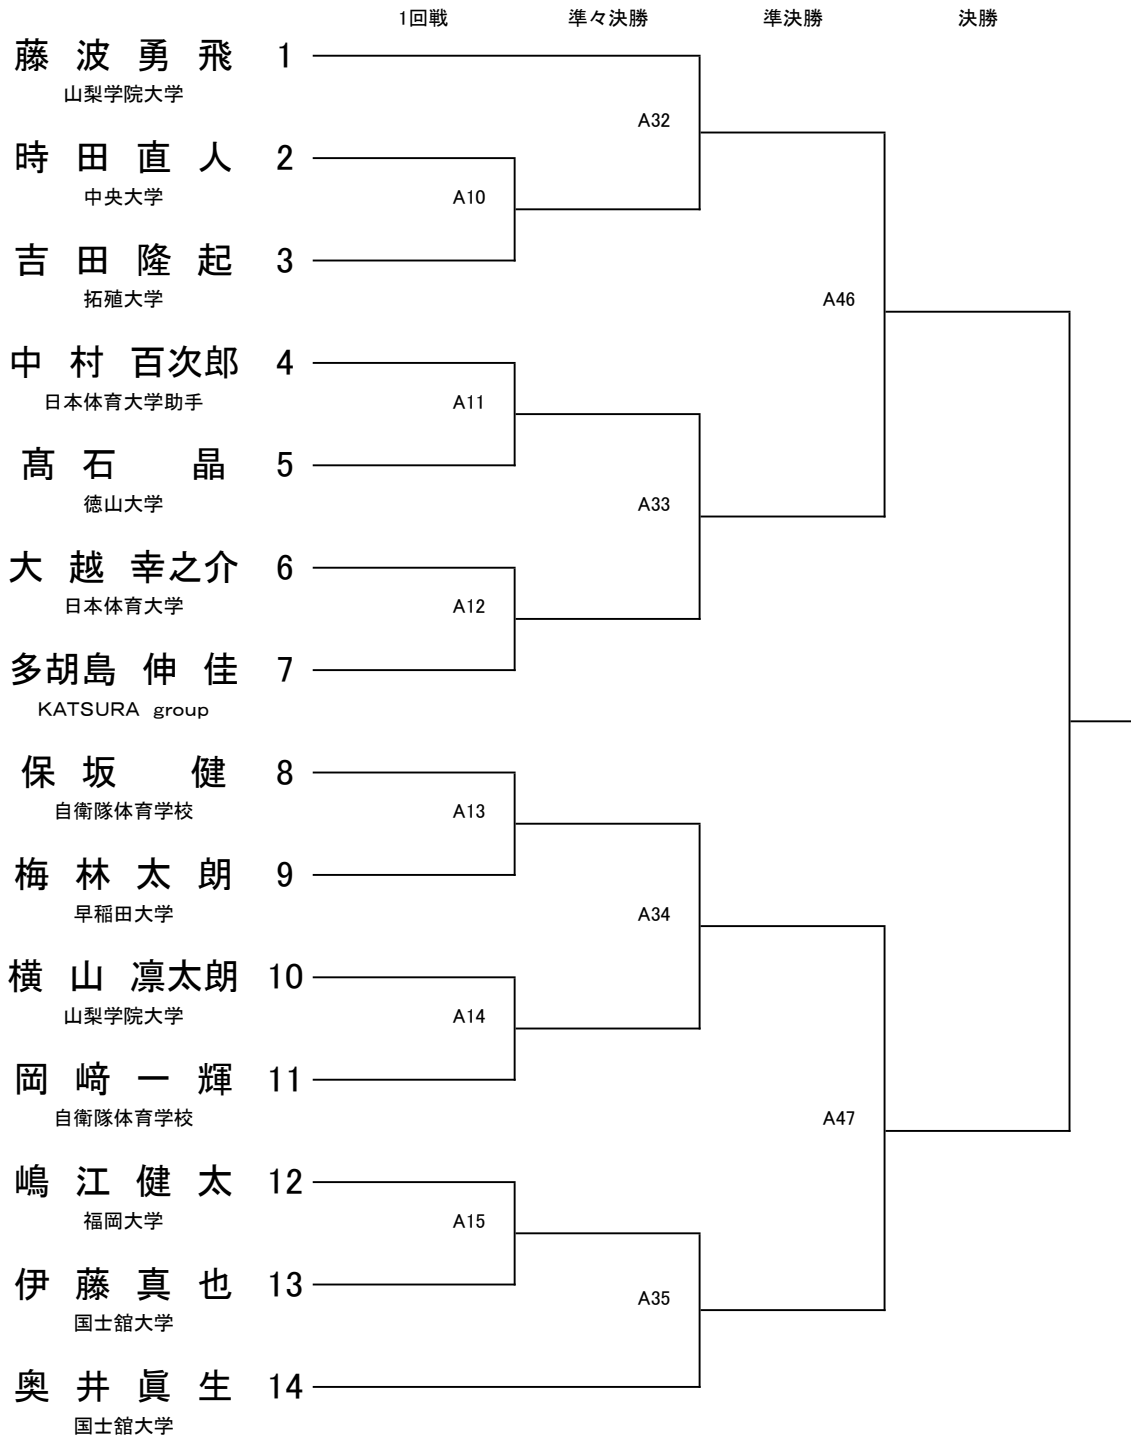 1回戦 準々決勝 準決勝 決勝
藤波勇飛 1
山梨学院大学
A32
時田直人 2
中央大学
A10
吉田隆起 3
拓殖大学
A46
中村百次郎 4
日本体育大学助手
A11
髙石晶 5
徳山大学
A33
大越幸之介 6
日本体育大学
A12
多胡島伸佳 7
KATSURA group
保坂健 8
自衛隊体育学校
A13
梅林太朗 9
早稲田大学
A34
横山凛太朗 10
山梨学院大学
A14
岡﨑一輝 11
自衛隊体育学校
A47
嶋江健太 12
福岡大学
A15
伊藤真也 13
国士舘大学
A35
奥井眞生 14
国士舘大学